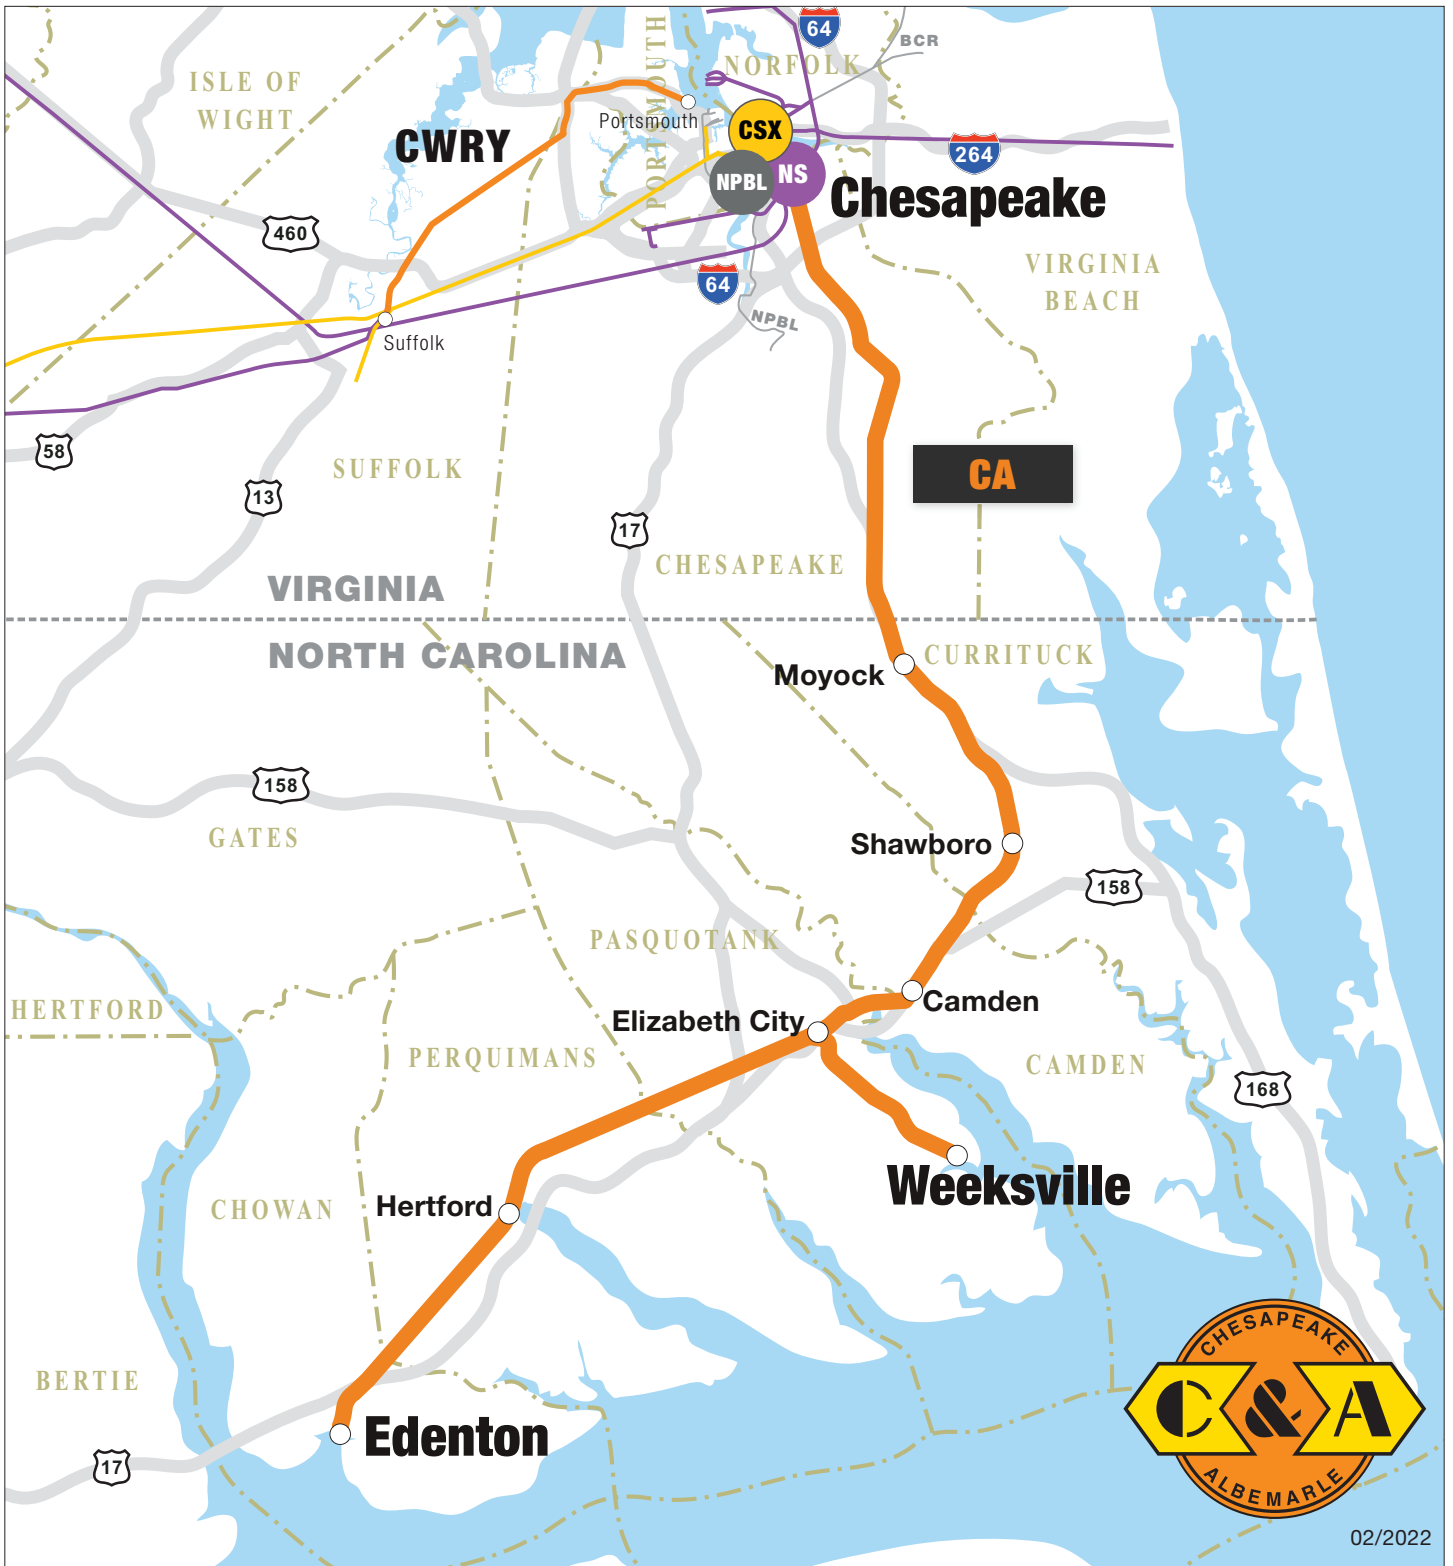 64
BCR
NORFOLK
ISLE OF
WIGHT
PORTSMOUTH
Portsmouth
CWRY
CSX
264
NPBL
NS
Chesapeake
460
VIRGINIA
BEACH
64
NPBL
Suffolk
58
SUFFOLK
CA
13
17
CHESAPEAKE
VIRGINIA
NORTH CAROLINA
CURRITUCK
Moyock
158
GATES
Shawboro
158
PASQUOTANK
HERTFORD
Camden
Elizabeth City
PERQUIMANS
CAMDEN
168
Weeksville
CHOWAN
Hertford
CHESAPEAKE
BERTIE
C & A
Edenton
17
ALBEMARLE
02/2022